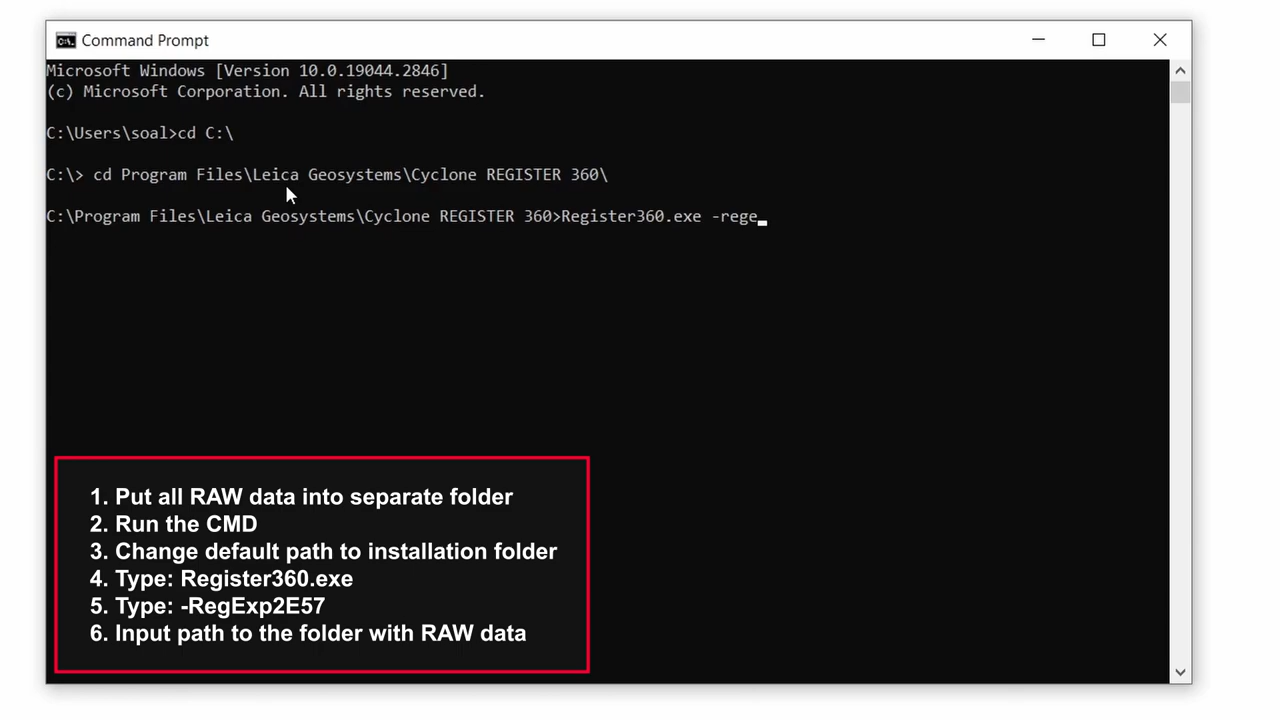 Command Prompt
Microsoft Windows [Version 10.0.19044.2846]
(c) Microsoft Corporation. All rights reserved.
C:\Users\soal>cd C:\
C:\> cd Program Files\Leica Geosystems\Cyclone REGISTER 360\
C:\Program Files\Leica Geosystems\Cyclone REGISTER 360>Register360.exe -rege
1. Put all RAW data into separate folder
2. Run the CMD
3. Change default path to installation folder
4. Type: Register360.exe
5. Type: -RegExp2E57
6. Input path to the folder with RAW data